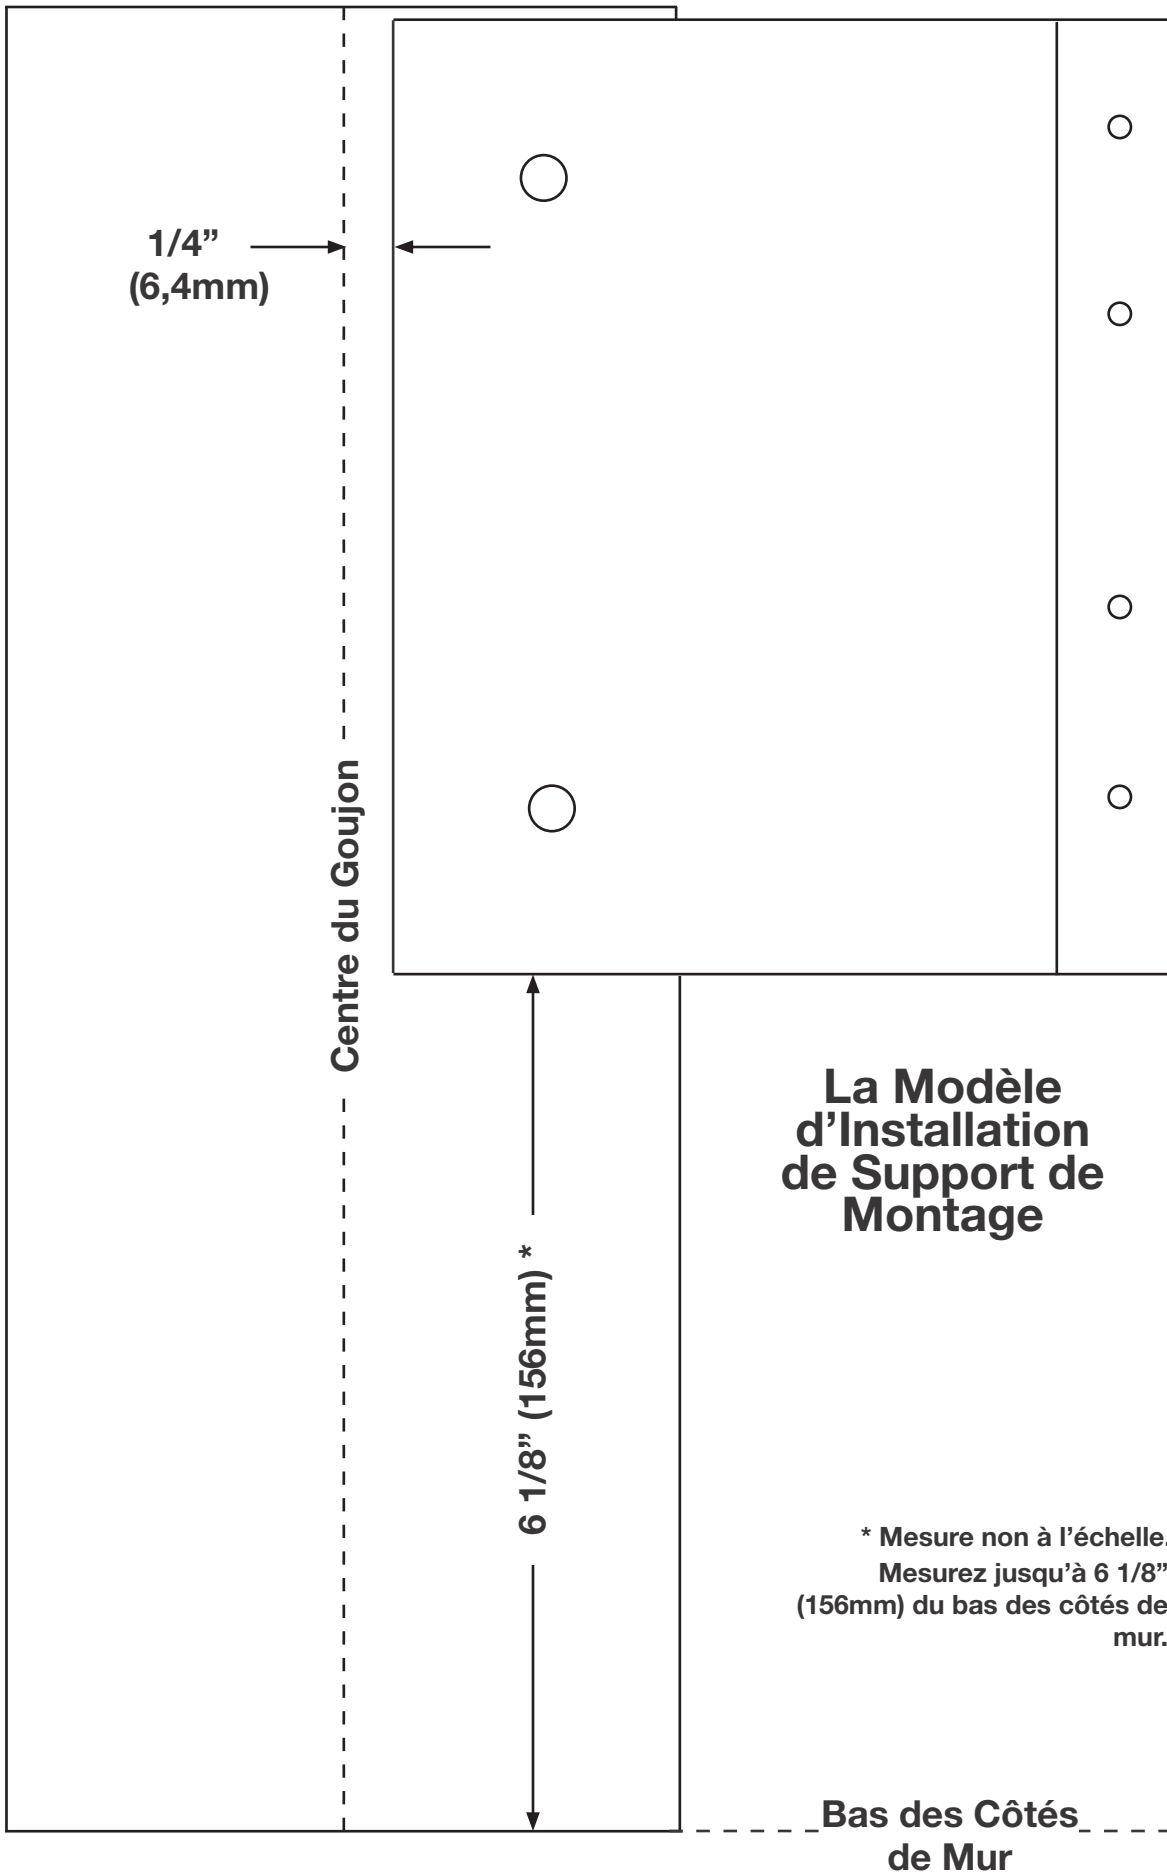 1/4”
(6,4mm)
Centre du Goujon
6 1/8” (156mm) *
La Modèle
d’Installation
de Support de
Montage
* Mesure non à l’échelle.
Mesurez jusqu’à 6 1/8”
(156mm) du bas des côtés de
mur.
Bas des Côtés
de Mur